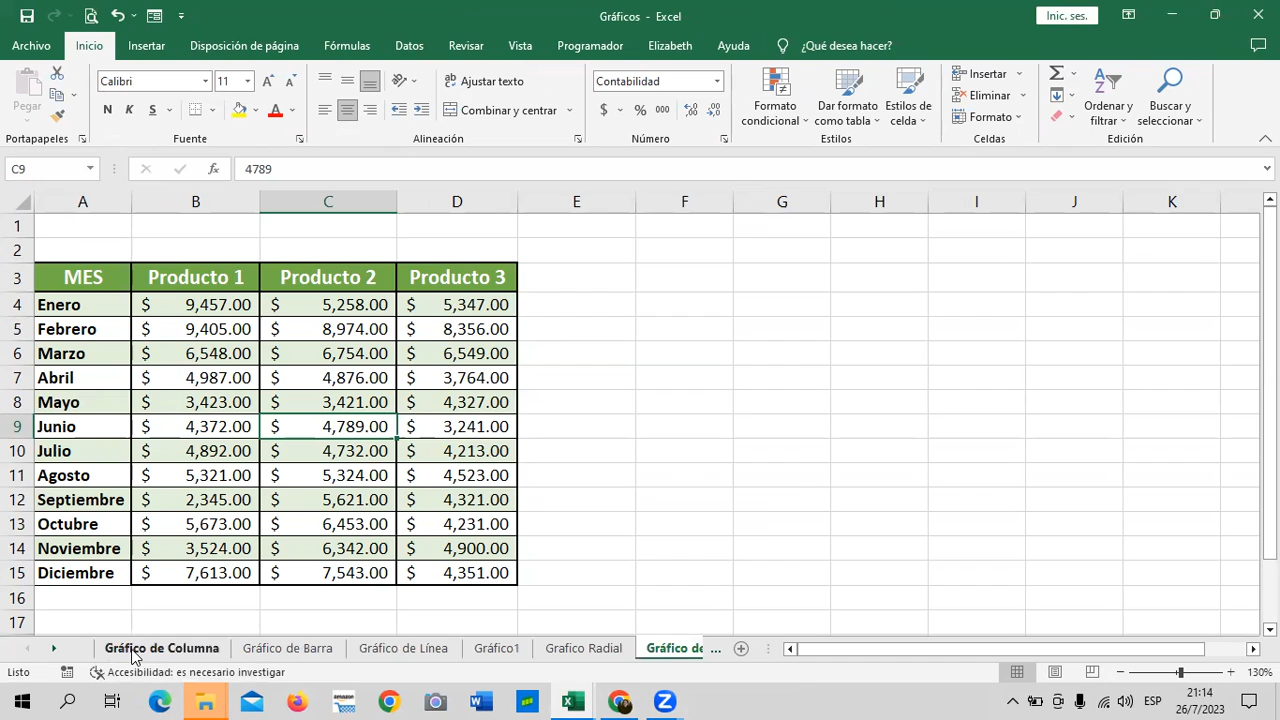 Gráficos - Excel
Inic. ses.
Archivo Inicio Insertar Disposición de página Fórmulas Datos Revisar Vista Programador Elizabeth Ayuda ¿Qué desea hacer?
Pegar
Calibri 11
N K S
Ajustar texto
Combinar y centrar
Contabilidad
$ % 000
Formato condicional
Dar formato como tabla
Estilos de celda
Insertar
Eliminar
Formato
Ordenar y filtrar
Buscar y seleccionar
Portapapeles Fuente Alineación Número Estilos Celdas Edición
C9 fx 4789
A B C D E F G H I J K
1
2
3 MES Producto 1 Producto 2 Producto 3
4 Enero $ 9,457.00 $ 5,258.00 $ 5,347.00
5 Febrero $ 9,405.00 $ 8,974.00 $ 8,356.00
6 Marzo $ 6,548.00 $ 6,754.00 $ 6,549.00
7 Abril $ 4,987.00 $ 4,876.00 $ 3,764.00
8 Mayo $ 3,423.00 $ 3,421.00 $ 4,327.00
9 Junio $ 4,372.00 $ 4,789.00 $ 3,241.00
10 Julio $ 4,892.00 $ 4,732.00 $ 4,213.00
11 Agosto $ 5,321.00 $ 5,324.00 $ 4,523.00
12 Septiembre $ 2,345.00 $ 5,621.00 $ 4,321.00
13 Octubre $ 5,673.00 $ 6,453.00 $ 4,231.00
14 Noviembre $ 3,524.00 $ 6,342.00 $ 4,900.00
15 Diciembre $ 7,613.00 $ 7,543.00 $ 4,351.00
16
17
Gráfico de Columna Gráfico de Barra Gráfico de Línea Gráfico1 Grafico Radial Gráfico de ...
Listo Accesibilidad: es necesario investigar 130%
ESP
21:14
26/7/2023